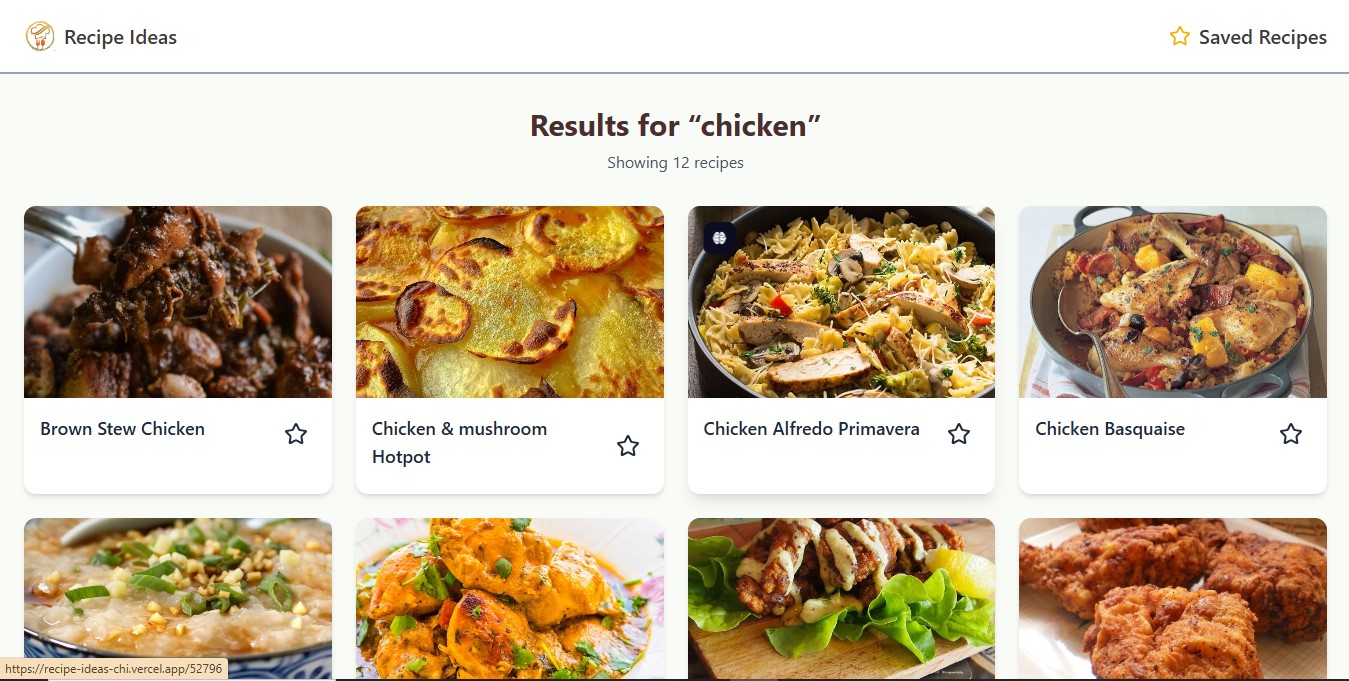 Recipe Ideas
Saved Recipes
Results for “chicken”
Showing 12 recipes
Brown Stew Chicken
Chicken & mushroom
Hotpot
Chicken Alfredo Primavera
Chicken Basquaise
https://recipe-ideas-chi.vercel.app/52796